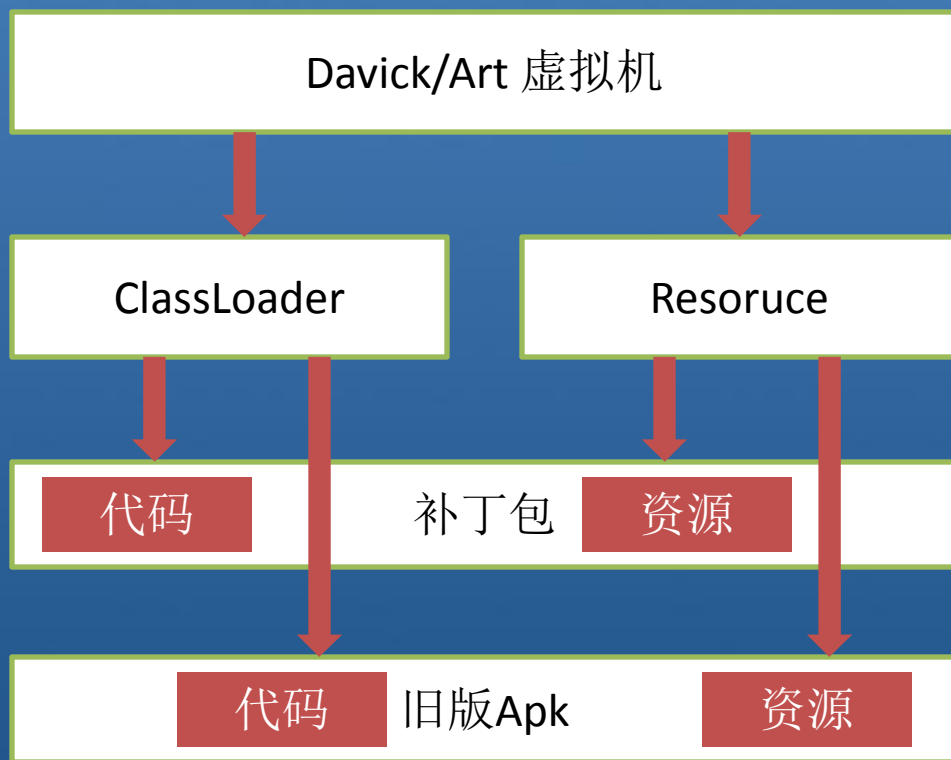 Davick/Art 虚拟机
ClassLoader
Resoruce
代码 补丁包 资源
代码 旧版Apk 资源